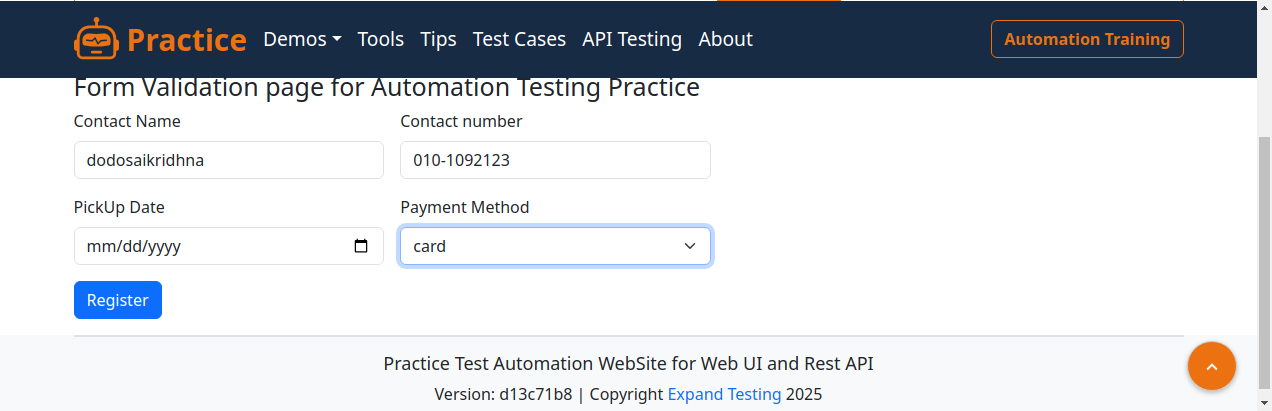 Practice Demos Tools Tips Test Cases API Testing About Automation Training
Form Validation page for Automation Testing Practice
Contact Name Contact number
dodosaikridhna 010-1092123
PickUp Date Payment Method
mm/dd/yyyy card
Register
Practice Test Automation WebSite for Web UI and Rest API
Version: d13c71b8 | Copyright Expand Testing 2025